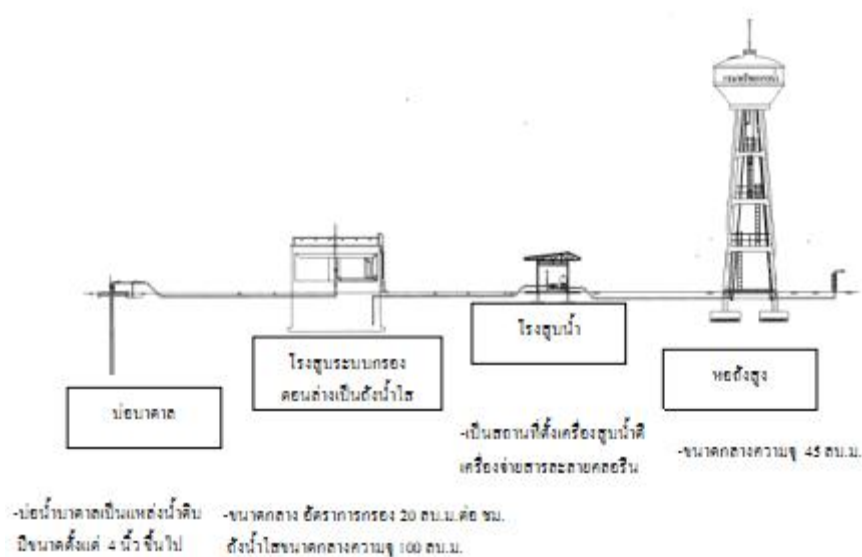 โรงสูบน้ำ
โรงสูบระบบกรอง
ตอนล่างเป็นถังน้ำใส
หอถังสูง
บ่อบาดาล
-เป็นสถานที่ตั้งเครื่องสูบน้ำดี
เครื่องจ่ายสารละลายคลอรีน
-ขนาดกลางความจุ 45 ลบ.ม.
-บ่อน้ำบาดาลเป็นแหล่งน้ำดิบ
มีขนาดตั้งแต่ 4 นิ้ว ขึ้นไป
-ขนาดกลาง อัตราการกรอง 20 ลบ.ม.ต่อ ชม.
ถังน้ำใสขนาดกลางความจุ 100 ลบ.ม.